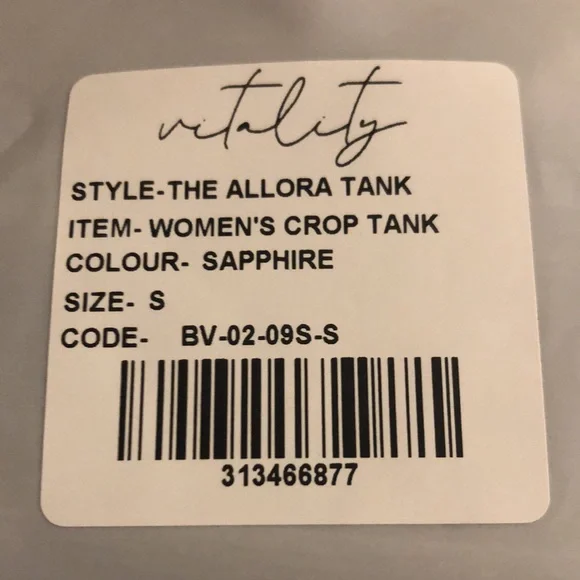 vitality
STYLE-THE ALLORA TANK
ITEM- WOMEN'S CROP TANK
COLOUR- SAPPHIRE
SIZE- S
CODE- BV-02-09S-S
313466877